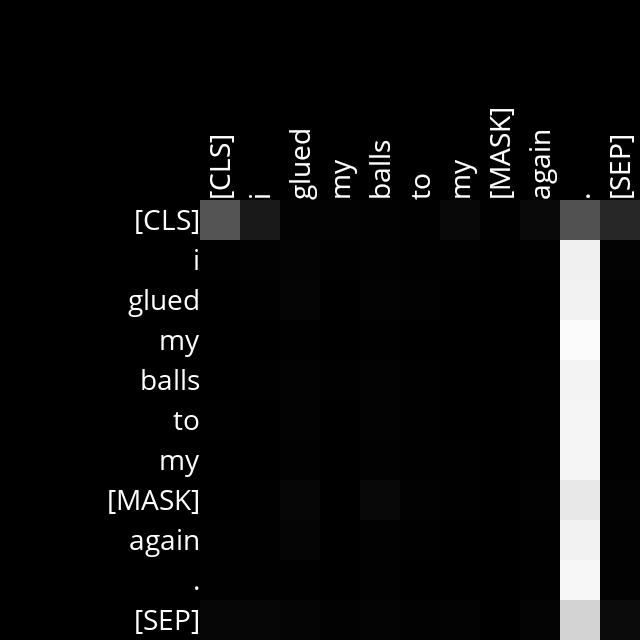 [CLS] i glued my balls to my [MASK] again . [SEP]
[CLS]
i
glued
my
balls
to
my
[MASK]
again
.
[SEP]